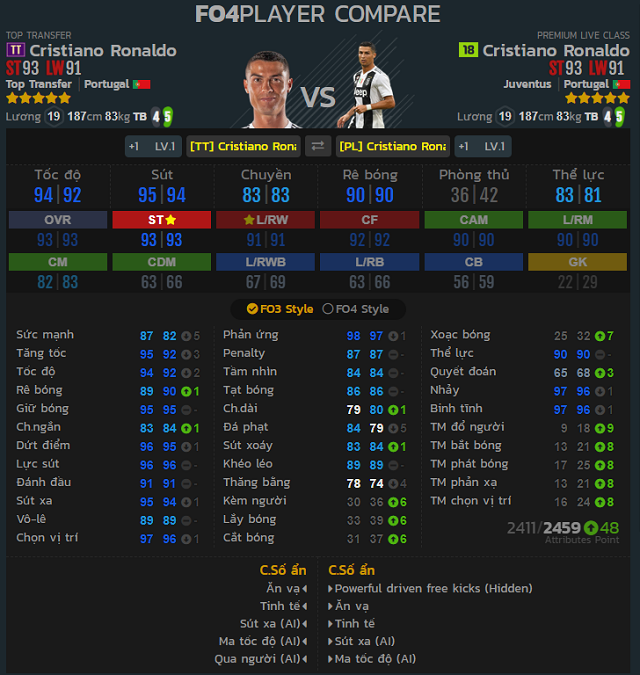 FO4PLAYER COMPARE
TOP TRANSFER
TT Cristiano Ronaldo
ST93 LW91
Top Transfer Portugal
Lương 19 187cm 83kg TB 4 5
VS
PREMIUM LIVE CLASS
18 Cristiano Ronaldo
ST93 LW91
Juventus Portugal
Lương 19 187cm 83kg TB 4 5
+1 LV.1 [TT] Cristiano Rona [PL] Cristiano Rona +1 LV.1
Tốc độ Sút Chuyền Rê bóng Phòng thủ Thể lực
94|92 95|94 83|83 90|90 36|42 83|81
OVR ST L/RW CF CAM L/RM
93|93 93|93 91|91 92|92 90|90 90|90
CM CDM L/RWB L/RB CB GK
82|83 63|66 67|69 63|66 56|59 22|29
FO3 Style FO4 Style
Sức mạnh 87 82 5
Tăng tốc 95 92 3
Tốc độ 94 92 2
Rê bóng 89 90 1
Giữ bóng 95 95 -
Ch.ngắn 83 84 1
Dứt điểm 96 95 1
Lực sút 96 96 -
Đánh đầu 91 91 -
Sút xa 95 94 1
Vô-lê 89 89 -
Chọn vị trí 97 96 1
Phản ứng 98 97 1
Penalty 87 87 -
Tầm nhìn 84 84 -
Tạt bóng 86 86 -
Ch.dài 79 80 1
Đá phạt 84 79 5
Sút xoáy 83 84 1
Khéo léo 89 89 -
Thăng bằng 78 74 4
Kèm người 30 36 6
Lấy bóng 33 39 6
Cắt bóng 31 37 6
Xoạc bóng 25 32 7
Thể lực 90 90 -
Quyết đoán 65 68 3
Nhảy 97 96 1
Bình tĩnh 97 96 1
TM đổ người 9 18 9
TM bắt bóng 13 21 8
TM phát bóng 17 25 8
TM phản xạ 13 21 8
TM chọn vị trí 16 24 8
2411/2459 48
Attributes Point
C.Số ẩn
Ăn vạ
Tinh tế
Sút xa (AI)
Ma tốc độ (AI)
Qua người (AI)
C.Số ẩn
Powerful driven free kicks (Hidden)
Ăn vạ
Tinh tế
Sút xa (AI)
Ma tốc độ (AI)